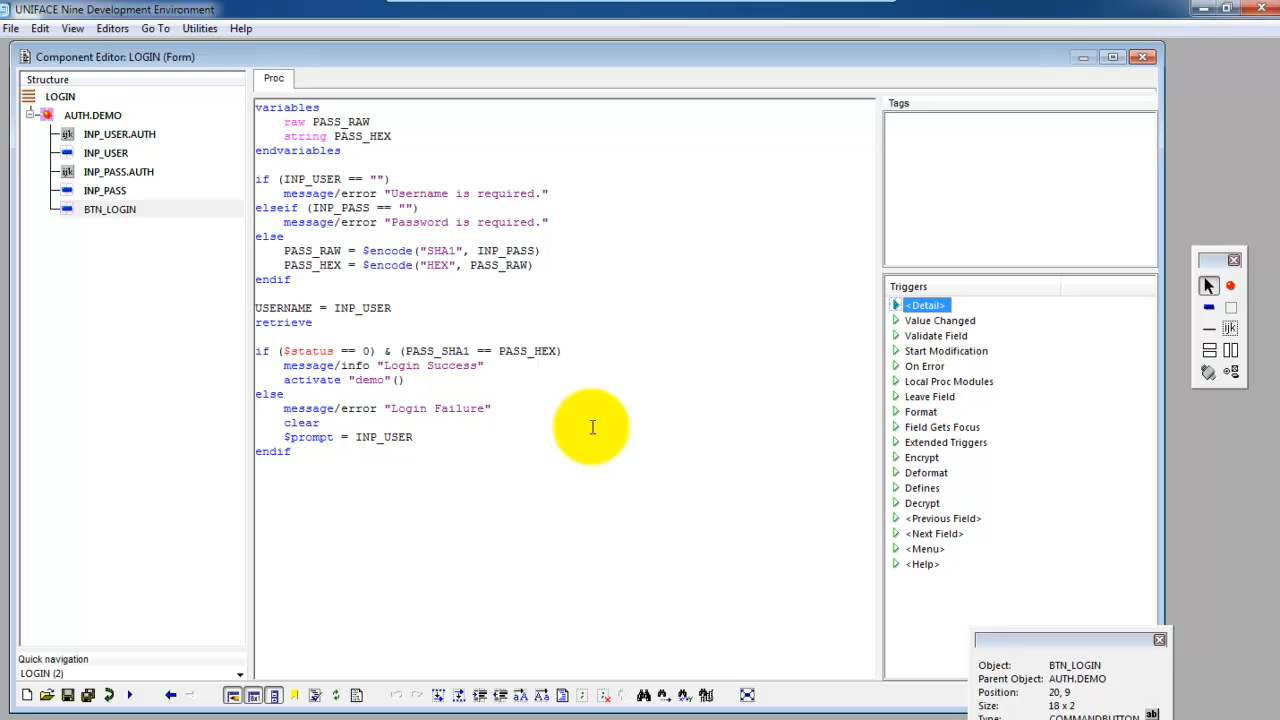 UNIFACE Nine Development Environment
File Edit View Editors Go To Utilities Help
Component Editor: LOGIN (Form)
Structure
LOGIN
AUTH.DEMO
INP_USER.AUTH
INP_USER
INP_PASS.AUTH
INP_PASS
BTN_LOGIN
Quick navigation
LOGIN (2)
Proc
variables
raw PASS_RAW
string PASS_HEX
endvariables
if (INP_USER == "")
message/error "Username is required."
elseif (INP_PASS == "")
message/error "Password is required."
else
PASS_RAW = $encode("SHA1", INP_PASS)
PASS_HEX = $encode("HEX", PASS_RAW)
endif
USERNAME = INP_USER
retrieve
if ($status == 0) & (PASS_SHA1 == PASS_HEX)
message/info "Login Success"
activate "demo"()
else
message/error "Login Failure"
clear
$prompt = INP_USER
endif
Tags
Triggers
<Detail>
Value Changed
Validate Field
Start Modification
On Error
Local Proc Modules
Leave Field
Format
Field Gets Focus
Extended Triggers
Encrypt
Deformat
Defines
Decrypt
<Previous Field>
<Next Field>
<Menu>
<Help>
Object: BTN_LOGIN
Parent Object: AUTH.DEMO
Position: 20, 9
Size: 18 x 2
Type: COMMANDBUTTON